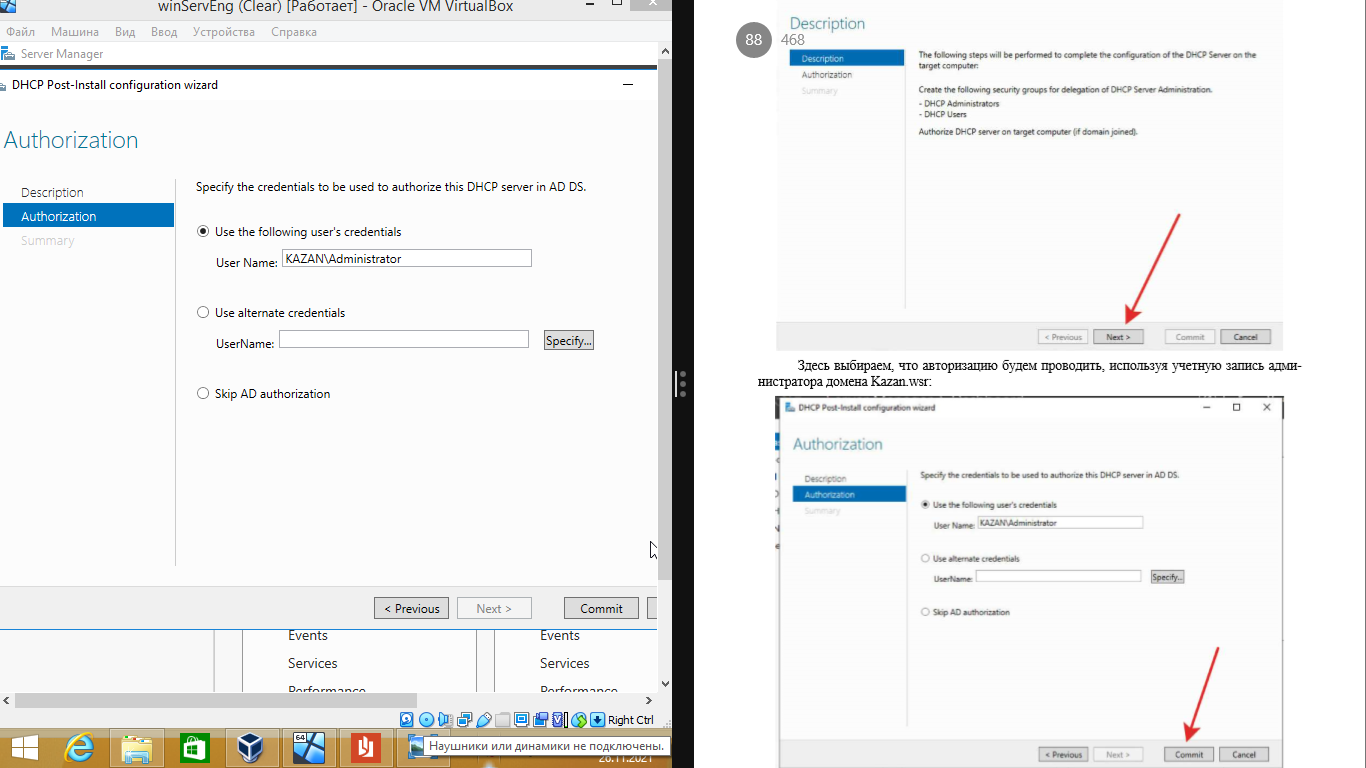 winServEng (Clear) [Работает] - Oracle VM VirtualBox
Файл Машина Вид Ввод Устройства Справка
Server Manager
DHCP Post-Install configuration wizard
Authorization
Description
Authorization
Summary
Specify the credentials to be used to authorize this DHCP server in AD DS.
Use the following user's credentials
User Name: KAZAN\Administrator
Use alternate credentials
UserName:
Specify...
Skip AD authorization
< Previous
Next >
Commit
Events
Services
Performance
Events
Services
Performance
Right Ctrl
64
Наушники или динамики не подключены.
28.11.2021
88 468
Description
Description
Authorization
Summary
The following steps will be performed to complete the configuration of the DHCP Server on the
target computer:
Create the following security groups for delegation of DHCP Server Administration.
- DHCP Administrators
- DHCP Users
Authorize DHCP server on target computer (if domain joined).
< Previous
Next >
Commit
Cancel
Здесь выбираем, что авторизацию будем проводить, используя учетную запись адми-
нистратора домена Kazan.wsr:
DHCP Post-Install configuration wizard
Authorization
Description
Authorization
Summary
Specify the credentials to be used to authorize this DHCP server in AD DS.
Use the following user's credentials
User Name: KAZAN\Administrator
Use alternate credentials
UserName:
Specify...
Skip AD authorization
< Previous
Next >
Commit
Cancel